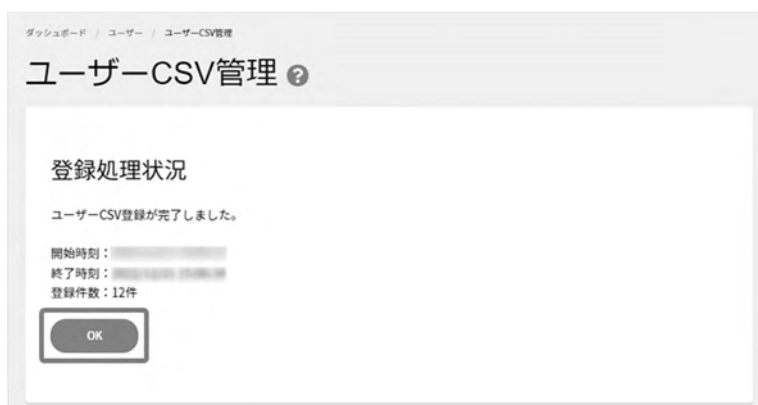 ダッシュボード / ユーザー / ユーザーCSV管理
ユーザーCSV管理 ?
登録処理状況
ユーザーCSV登録が完了しました。
開始時刻：
終了時刻：
登録件数：12件
OK